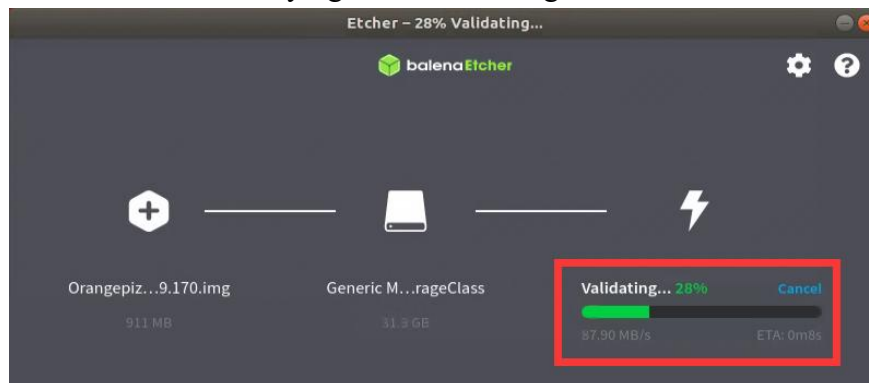 Etcher – 28% Validating...
balenaEtcher
Orangepiz...9.170.img
911 MB
Generic M...rageClass
31.3 GB
Validating... 28%
Cancel
87.90 MB/s
ETA: 0m8s